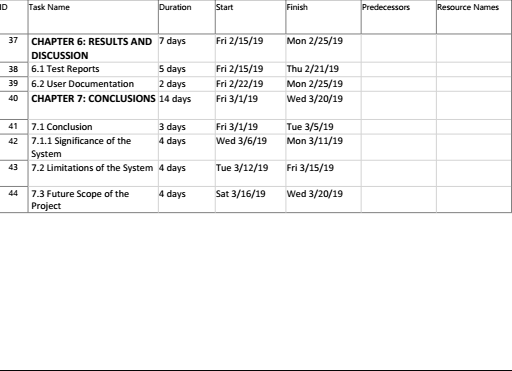 ID Task Name Duration Start Finish Predecessors Resource Names
37 CHAPTER 6: RESULTS AND 7 days Fri 2/15/19 Mon 2/25/19
DISCUSSION
38 6.1 Test Reports 5 days Fri 2/15/19 Thu 2/21/19
39 6.2 User Documentation 2 days Fri 2/22/19 Mon 2/25/19
40 CHAPTER 7: CONCLUSIONS 14 days Fri 3/1/19 Wed 3/20/19
41 7.1 Conclusion 3 days Fri 3/1/19 Tue 3/5/19
42 7.1.1 Significance of the 4 days Wed 3/6/19 Mon 3/11/19
System
43 7.2 Limitations of the System 4 days Tue 3/12/19 Fri 3/15/19
44 7.3 Future Scope of the 4 days Sat 3/16/19 Wed 3/20/19
Project